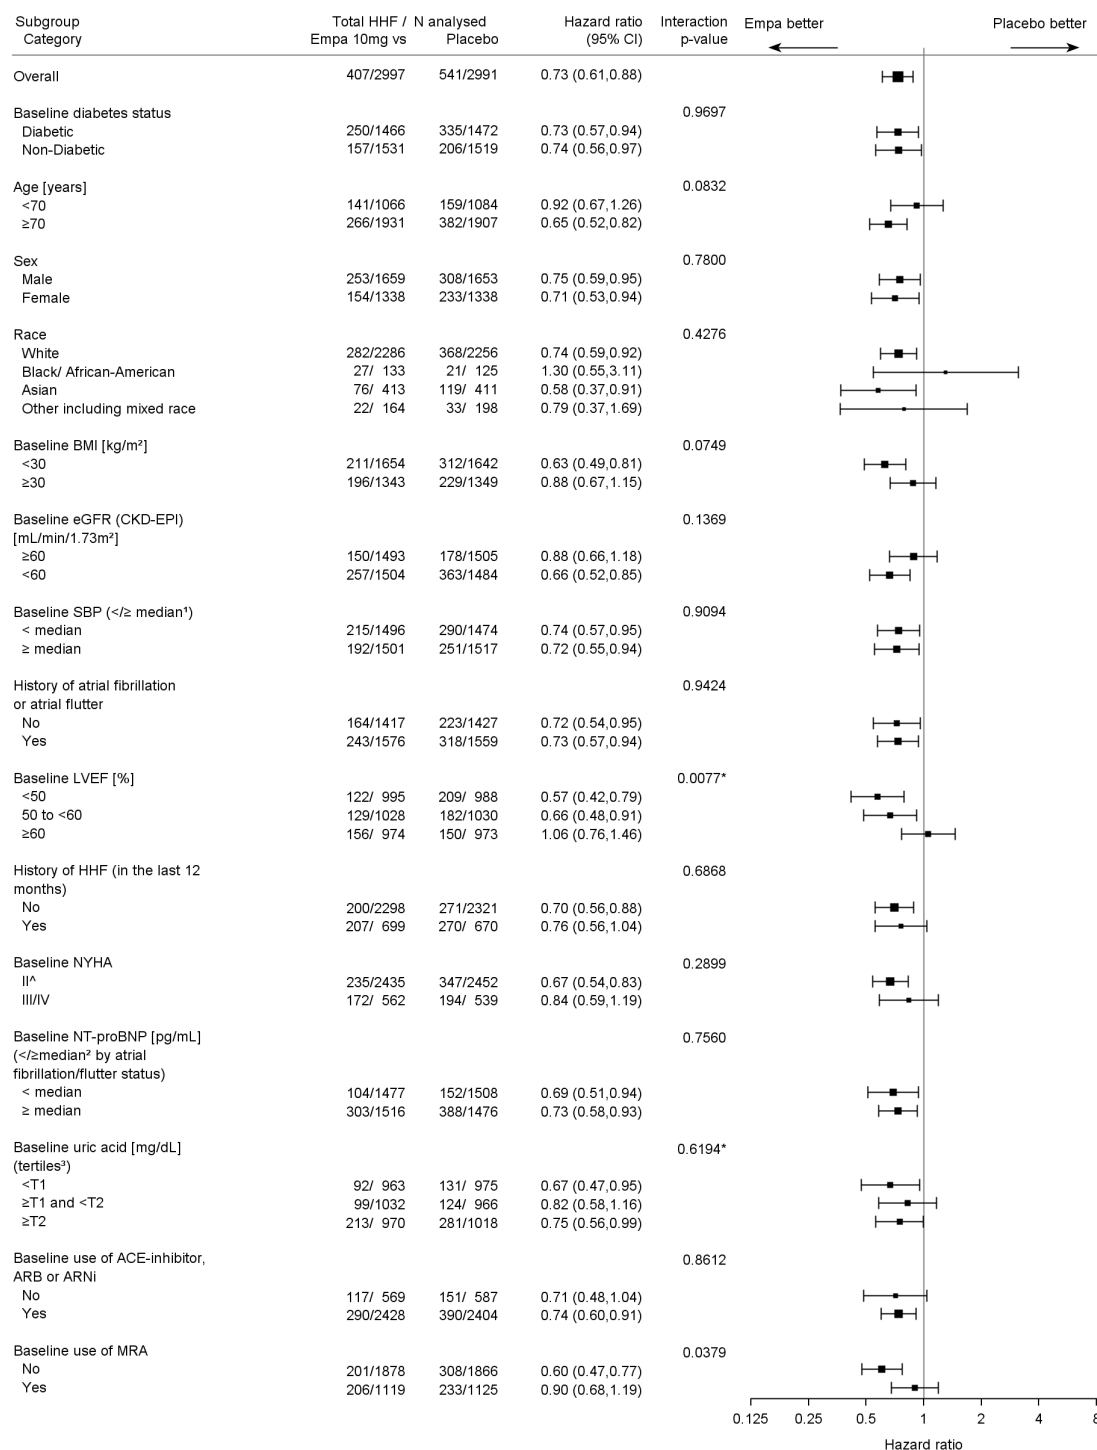 Subgroup Total HHF / N analysed Hazard ratio Interaction Empa better Placebo better
Category Empa 10mg vs Placebo (95% CI) p-value
Overall 407/2997 541/2991 0.73 (0.61,0.88)
Baseline diabetes status 0.9697
Diabetic 250/1466 335/1472 0.73 (0.57,0.94)
Non-Diabetic 157/1531 206/1519 0.74 (0.56,0.97)
Age [years] 0.0832
<70 141/1066 159/1084 0.92 (0.67,1.26)
≥70 266/1931 382/1907 0.65 (0.52,0.82)
Sex 0.7800
Male 253/1659 308/1653 0.75 (0.59,0.95)
Female 154/1338 233/1338 0.71 (0.53,0.94)
Race 0.4276
White 282/2286 368/2256 0.74 (0.59,0.92)
Black/ African-American 27/ 133 21/ 125 1.30 (0.55,3.11)
Asian 76/ 413 119/ 411 0.58 (0.37,0.91)
Other including mixed race 22/ 164 33/ 198 0.79 (0.37,1.69)
Baseline BMI [kg/m²] 0.0749
<30 211/1654 312/1642 0.63 (0.49,0.81)
≥30 196/1343 229/1349 0.88 (0.67,1.15)
Baseline eGFR (CKD-EPI) 0.1369
[mL/min/1.73m²]
≥60 150/1493 178/1505 0.88 (0.66,1.18)
<60 257/1504 363/1484 0.66 (0.52,0.85)
Baseline SBP (</≥ median¹) 0.9094
< median 215/1496 290/1474 0.74 (0.57,0.95)
≥ median 192/1501 251/1517 0.72 (0.55,0.94)
History of atrial fibrillation 0.9424
or atrial flutter
No 164/1417 223/1427 0.72 (0.54,0.95)
Yes 243/1576 318/1559 0.73 (0.57,0.94)
Baseline LVEF [%] 0.0077*
<50 122/ 995 209/ 988 0.57 (0.42,0.79)
50 to <60 129/1028 182/1030 0.66 (0.48,0.91)
≥60 156/ 974 150/ 973 1.06 (0.76,1.46)
History of HHF (in the last 12 0.6868
months)
No 200/2298 271/2321 0.70 (0.56,0.88)
Yes 207/ 699 270/ 670 0.76 (0.56,1.04)
Baseline NYHA 0.2899
II^ 235/2435 347/2452 0.67 (0.54,0.83)
III/IV 172/ 562 194/ 539 0.84 (0.59,1.19)
Baseline NT-proBNP [pg/mL] 0.7560
(</≥median² by atrial
fibrillation/flutter status)
< median 104/1477 152/1508 0.69 (0.51,0.94)
≥ median 303/1516 388/1476 0.73 (0.58,0.93)
Baseline uric acid [mg/dL] 0.6194*
(tertiles³)
<T1 92/ 963 131/ 975 0.67 (0.47,0.95)
≥T1 and <T2 99/1032 124/ 966 0.82 (0.58,1.16)
≥T2 213/ 970 281/1018 0.75 (0.56,0.99)
Baseline use of ACE-inhibitor, 0.8612
ARB or ARNi
No 117/ 569 151/ 587 0.71 (0.48,1.04)
Yes 290/2428 390/2404 0.74 (0.60,0.91)
Baseline use of MRA 0.0379
No 201/1878 308/1866 0.60 (0.47,0.77)
Yes 206/1119 233/1125 0.90 (0.68,1.19)
0.125 0.25 0.5 1 2 4 8
Hazard ratio